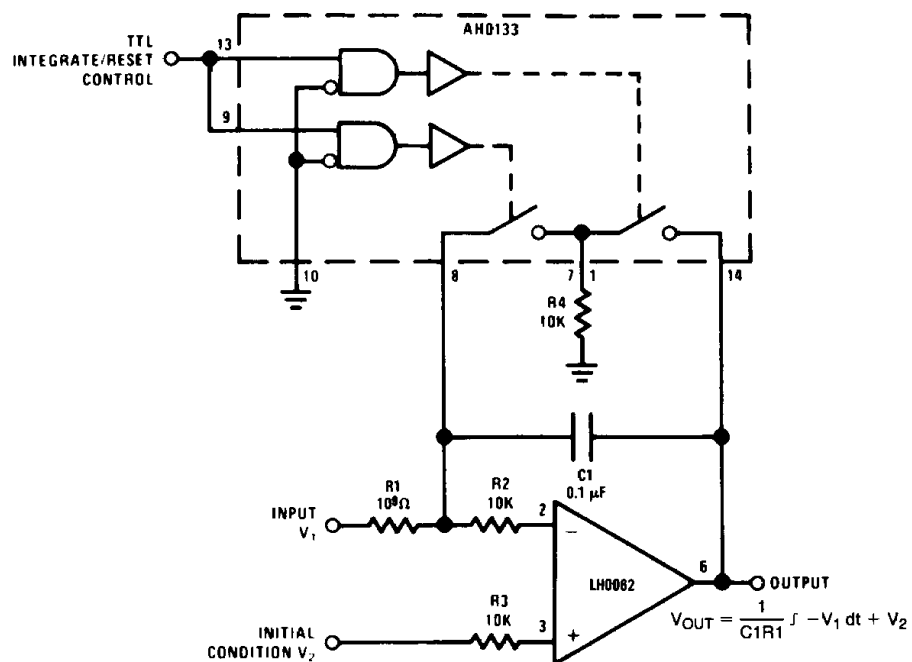 AH0133
TTL
INTEGRATE/RESET
CONTROL
13
9
10
8
7
1
14
R4
10K
C1
0.1 μF
R1
10⁸Ω
R2
10K
INPUT
V₁
2
−
LH0062
6
OUTPUT
V_OUT = 1/C1R1 ∫ −V₁ dt + V₂
R3
10K
3
+
INITIAL
CONDITION V₂